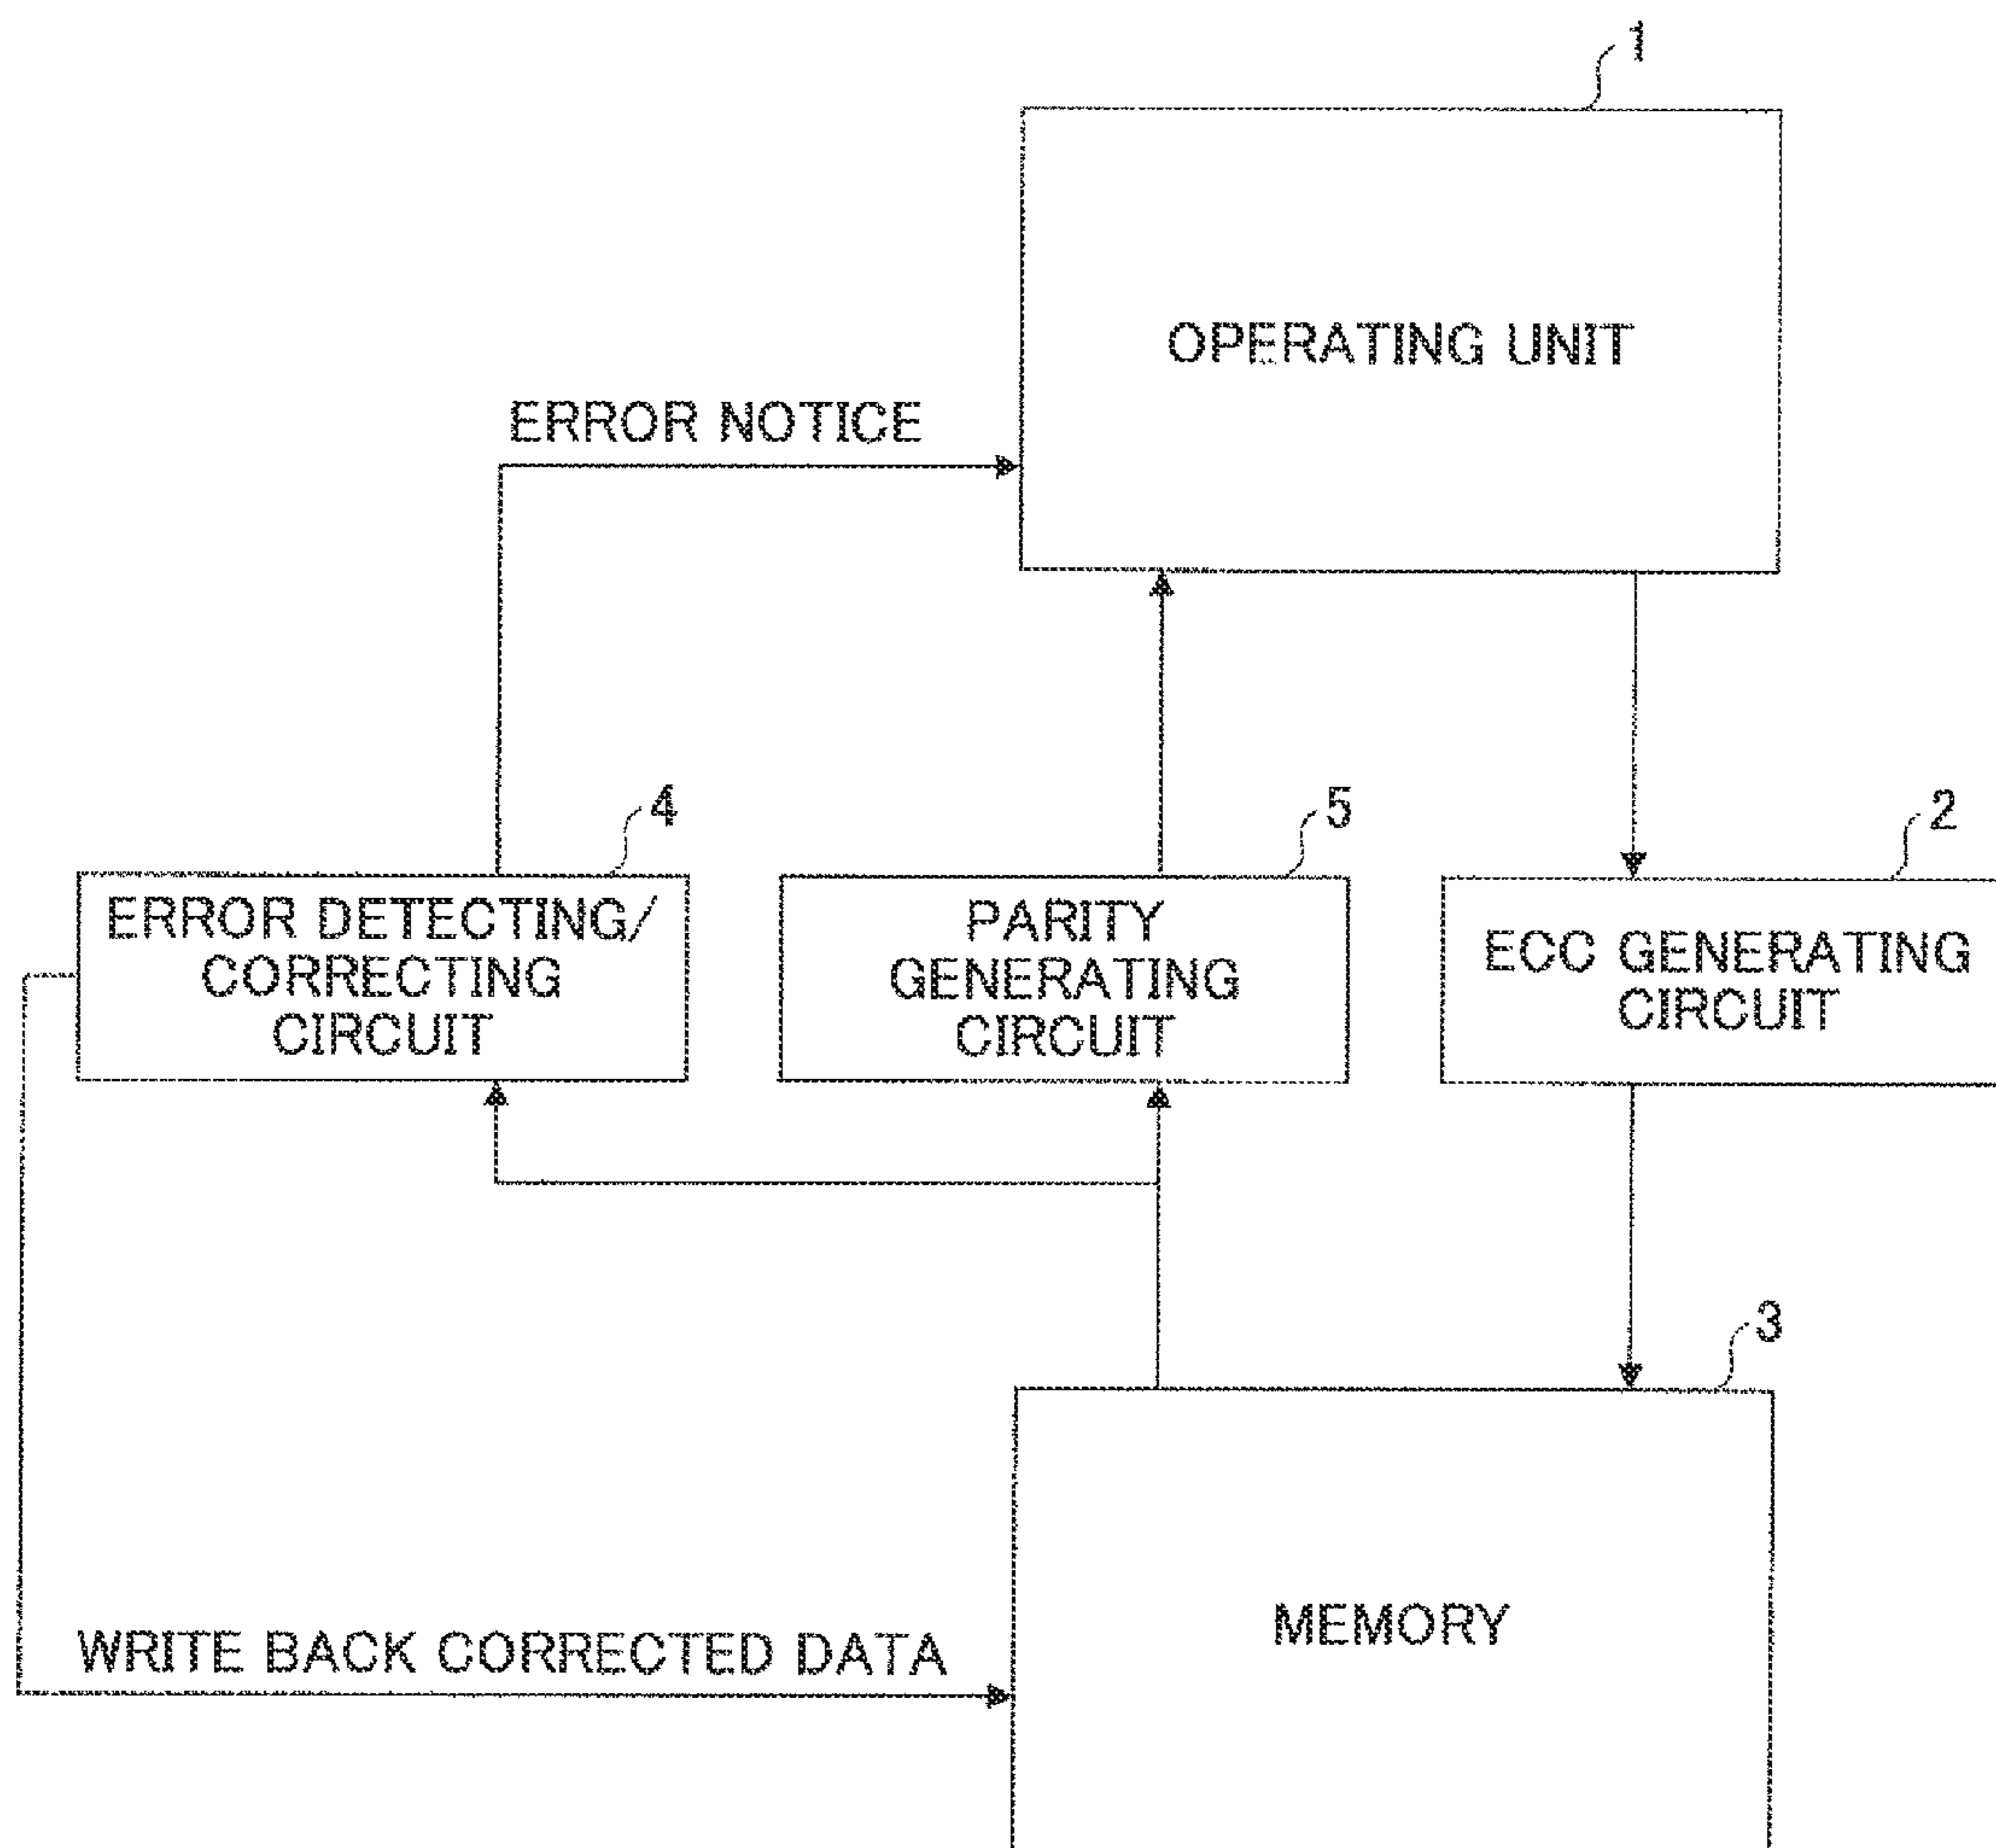 1
OPERATING UNIT
ERROR NOTICE
4
5
2
ERROR DETECTING/
CORRECTING
CIRCUIT
PARITY
GENERATING
CIRCUIT
ECC GENERATING
CIRCUIT
3
MEMORY
WRITE BACK CORRECTED DATA